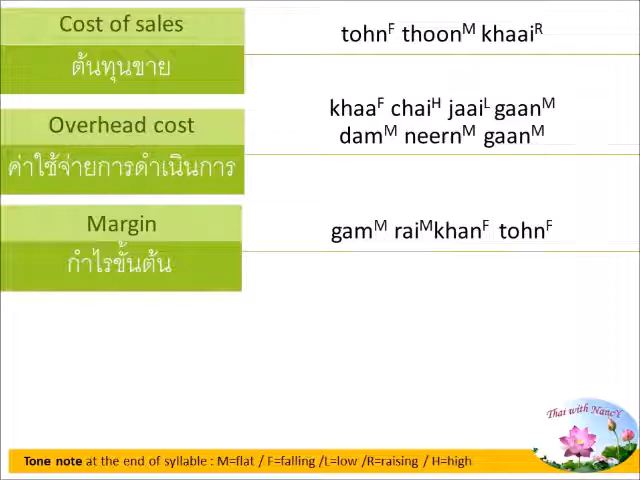 Cost of sales
ต้นทุนขาย
tohnF thoonM khaaiR
Overhead cost
ค่าใช้จ่ายการดำเนินการ
khaaF chaiH jaaiL gaanM
damM neernM gaanM
Margin
กำไรขั้นต้น
gamM raiMkhanF tohnF
Thai with NancY
Tone note at the end of syllable : M=flat / F=falling /L=low /R=raising / H=high